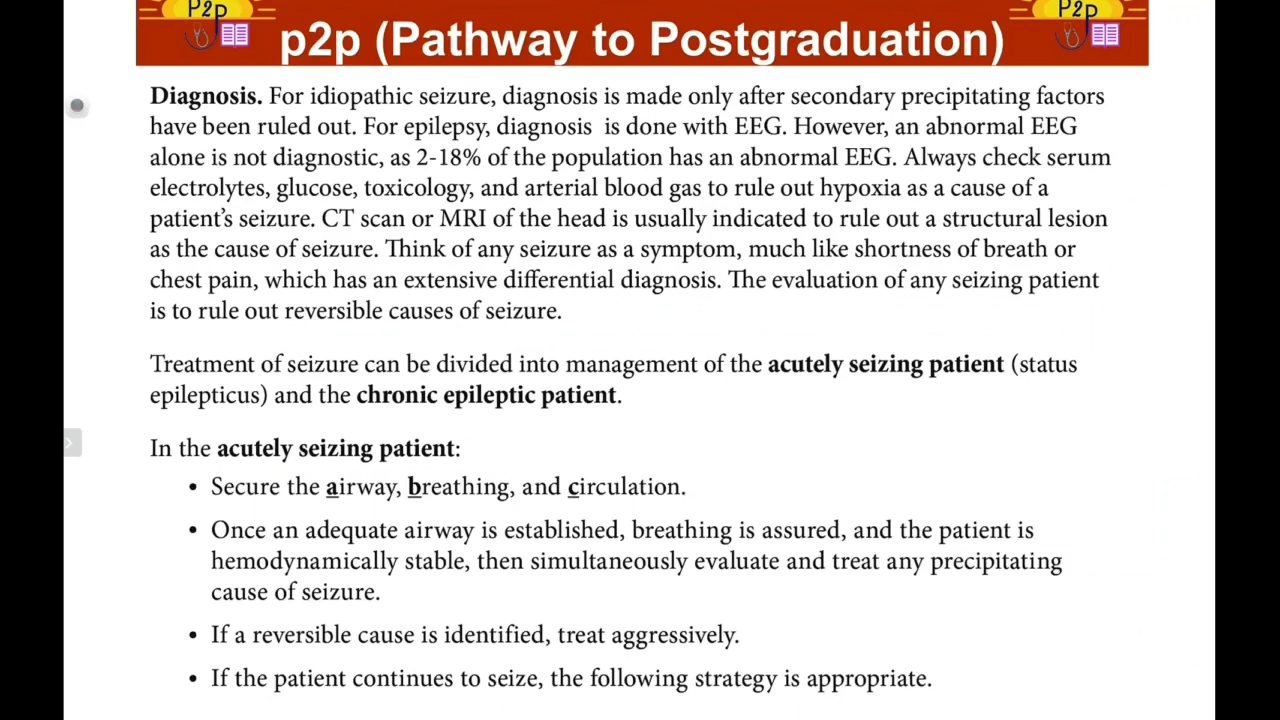 P2P
P2P
p2p (Pathway to Postgraduation)
Diagnosis. For idiopathic seizure, diagnosis is made only after secondary precipitating factors
have been ruled out. For epilepsy, diagnosis is done with EEG. However, an abnormal EEG
alone is not diagnostic, as 2-18% of the population has an abnormal EEG. Always check serum
electrolytes, glucose, toxicology, and arterial blood gas to rule out hypoxia as a cause of a
patient's seizure. CT scan or MRI of the head is usually indicated to rule out a structural lesion
as the cause of seizure. Think of any seizure as a symptom, much like shortness of breath or
chest pain, which has an extensive differential diagnosis. The evaluation of any seizing patient
is to rule out reversible causes of seizure.
Treatment of seizure can be divided into management of the acutely seizing patient (status
epilepticus) and the chronic epileptic patient.
In the acutely seizing patient:
• Secure the airway, breathing, and circulation.
• Once an adequate airway is established, breathing is assured, and the patient is
hemodynamically stable, then simultaneously evaluate and treat any precipitating
cause of seizure.
• If a reversible cause is identified, treat aggressively.
• If the patient continues to seize, the following strategy is appropriate.